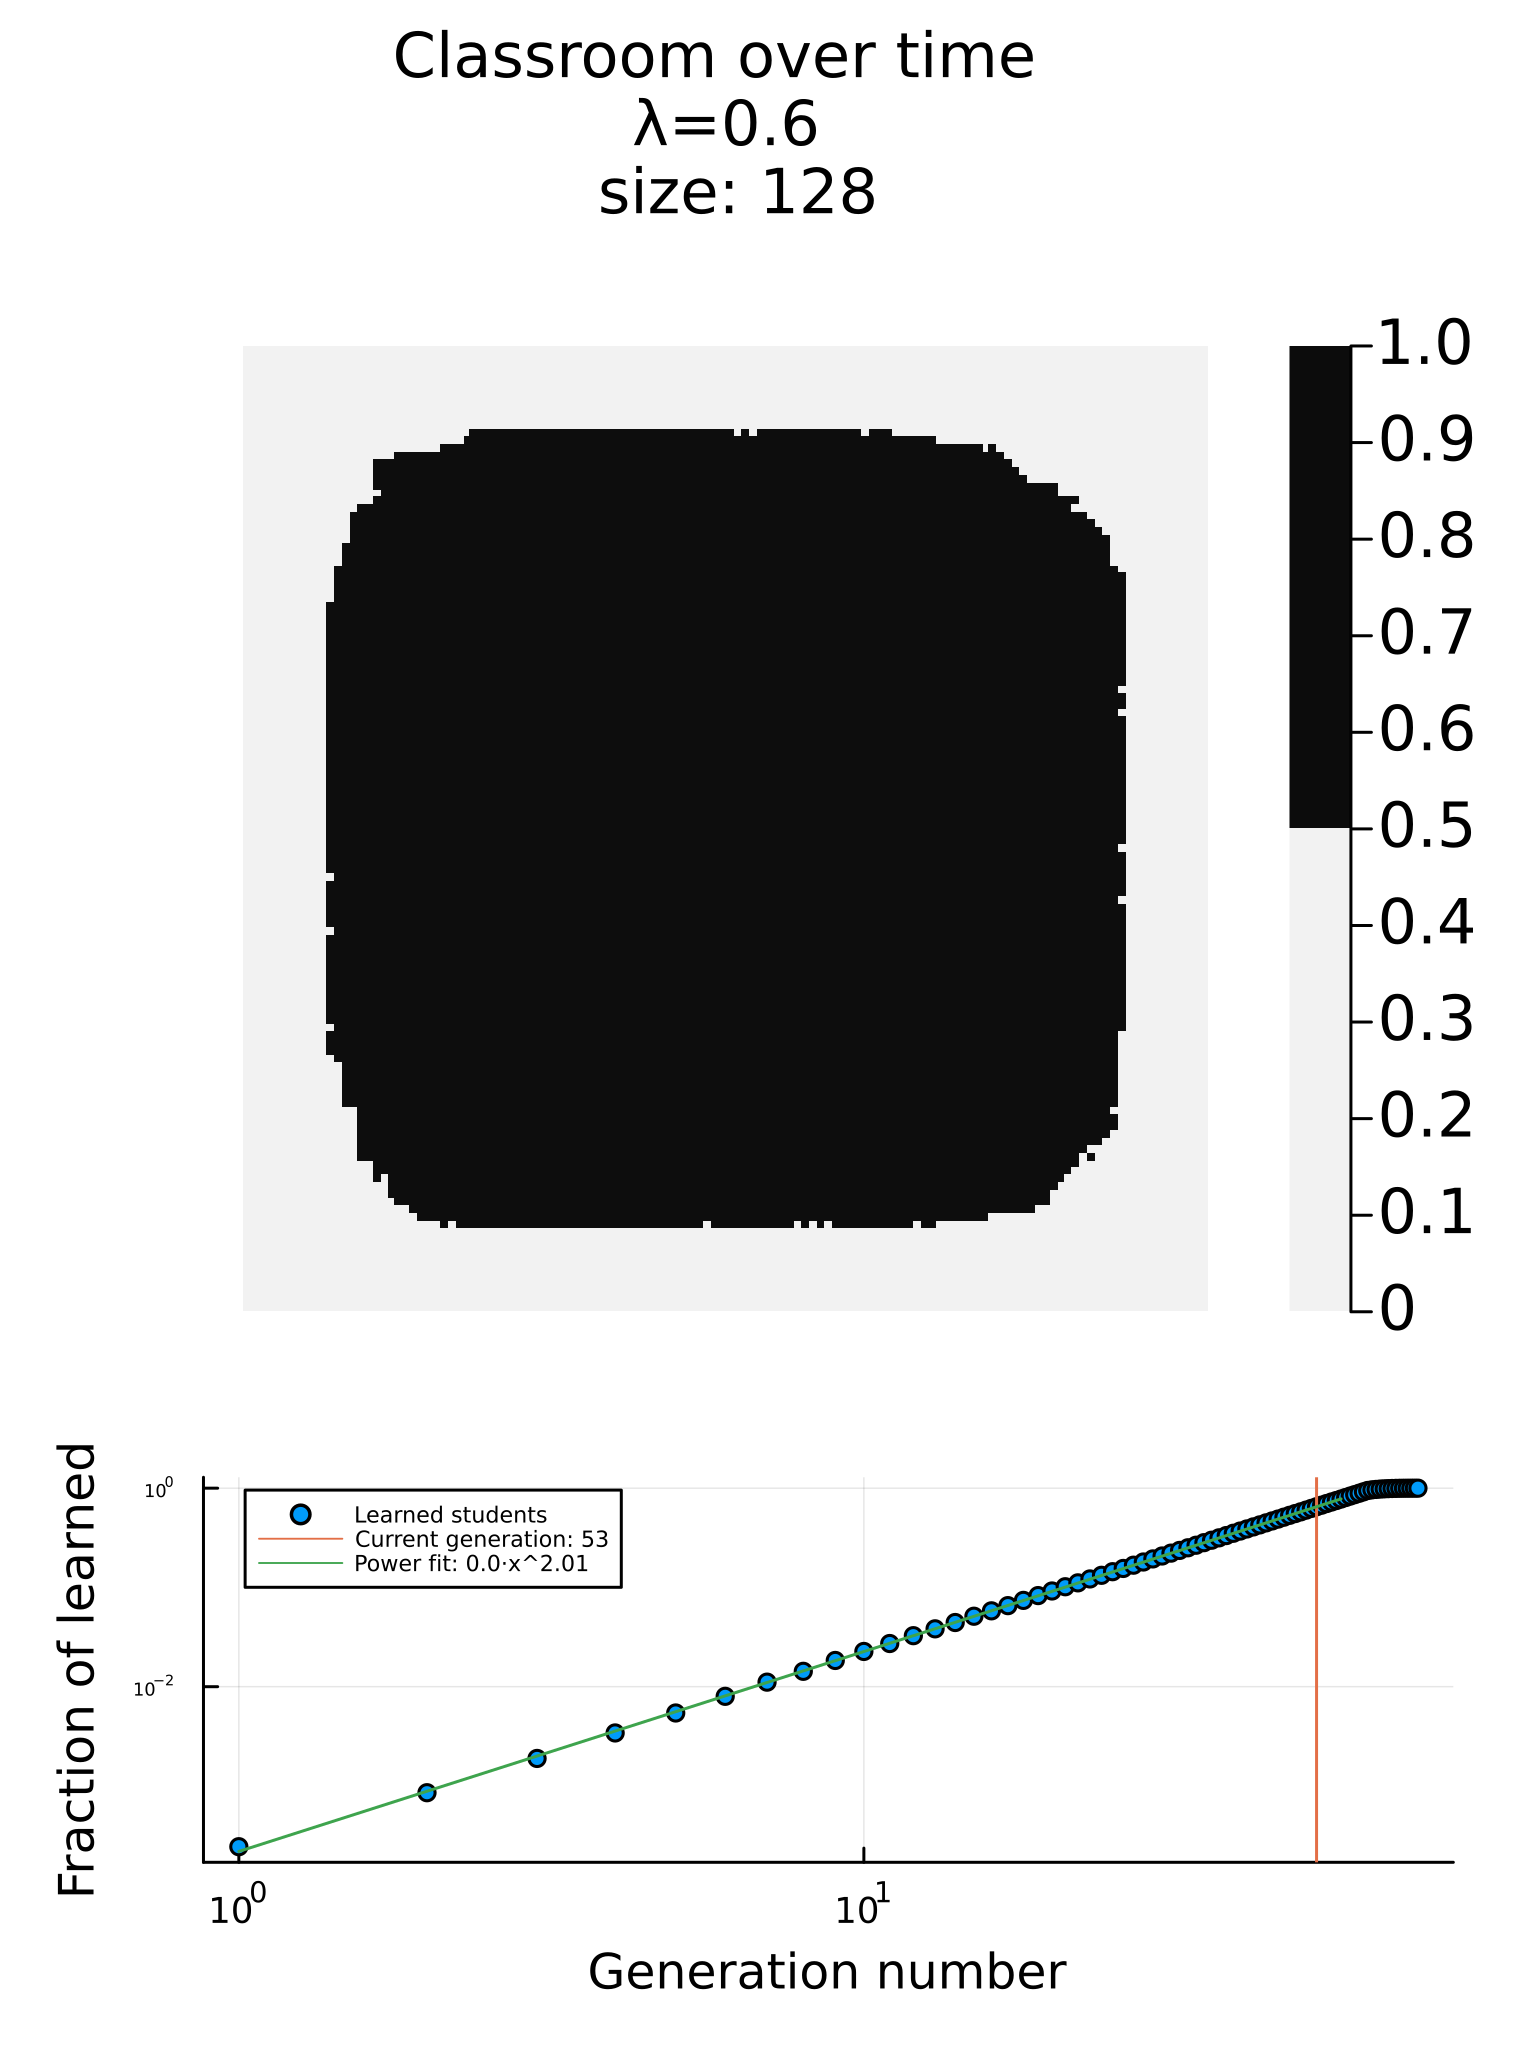 Classroom over time
λ=0.6
size: 128
1.0
0.9
0.8
0.7
0.6
0.5
0.4
0.3
0.2
0.1
0
Fraction of learned
10^0
10^-2
Learned students
Current generation: 53
Power fit: 0.0·x^2.01
10^0
10^1
Generation number